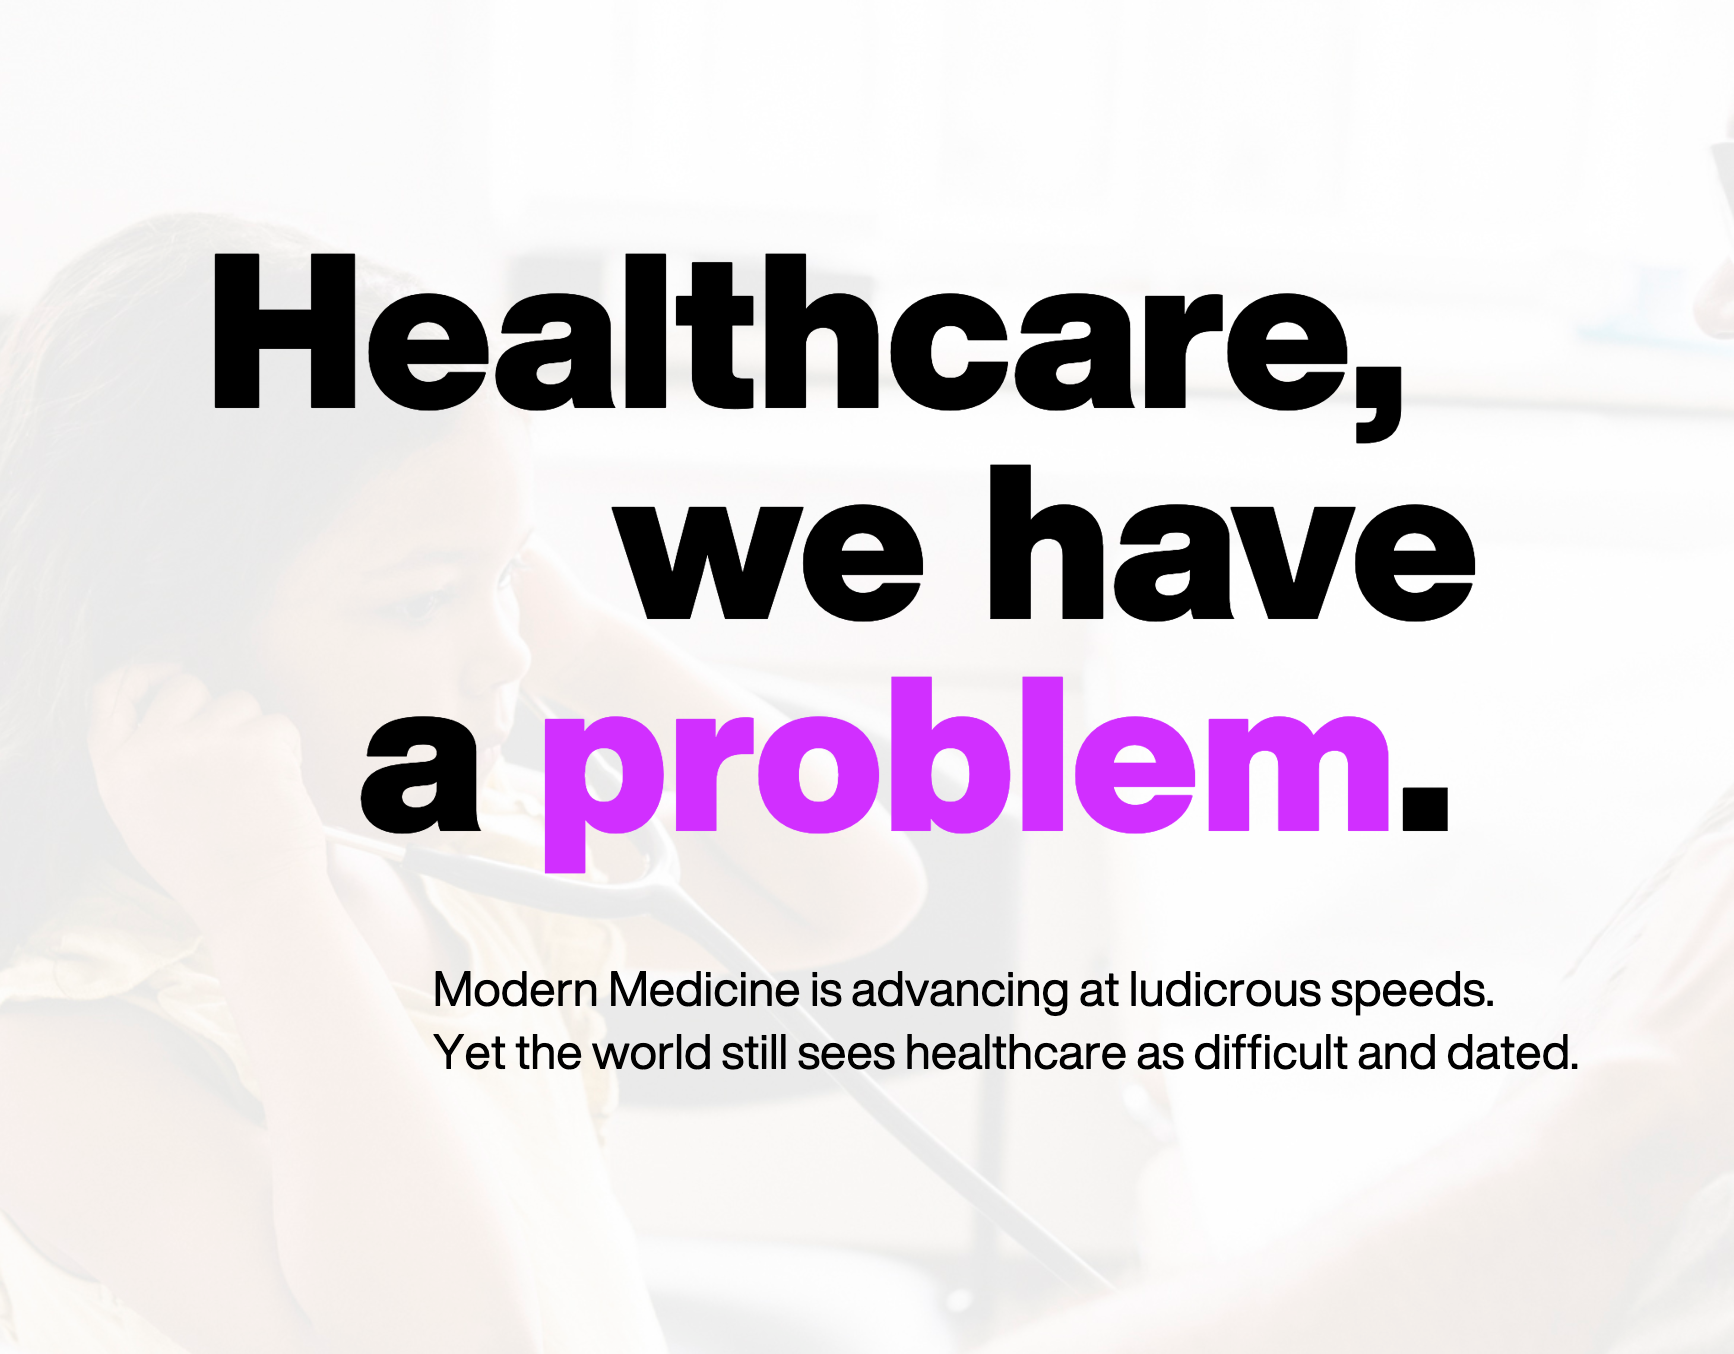 Healthcare,
we have
a problem.
Modern Medicine is advancing at ludicrous speeds.
Yet the world still sees healthcare as difficult and dated.